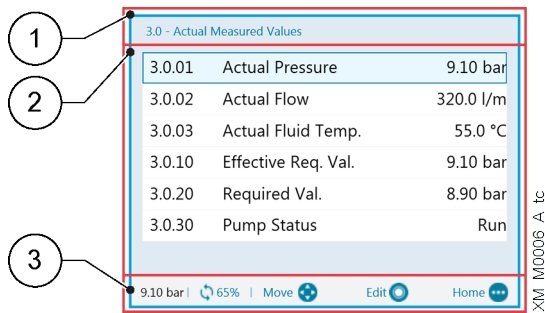 1
3.0 - Actual Measured Values
2
3.0.01 Actual Pressure 9.10 bar
3.0.02 Actual Flow 320.0 l/m
3.0.03 Actual Fluid Temp. 55.0 °C
3.0.10 Effective Req. Val. 9.10 bar
3.0.20 Required Val. 8.90 bar
3.0.30 Pump Status Run
3
9.10 bar | 65% | Move Edit Home
XM_M0006_A_tc